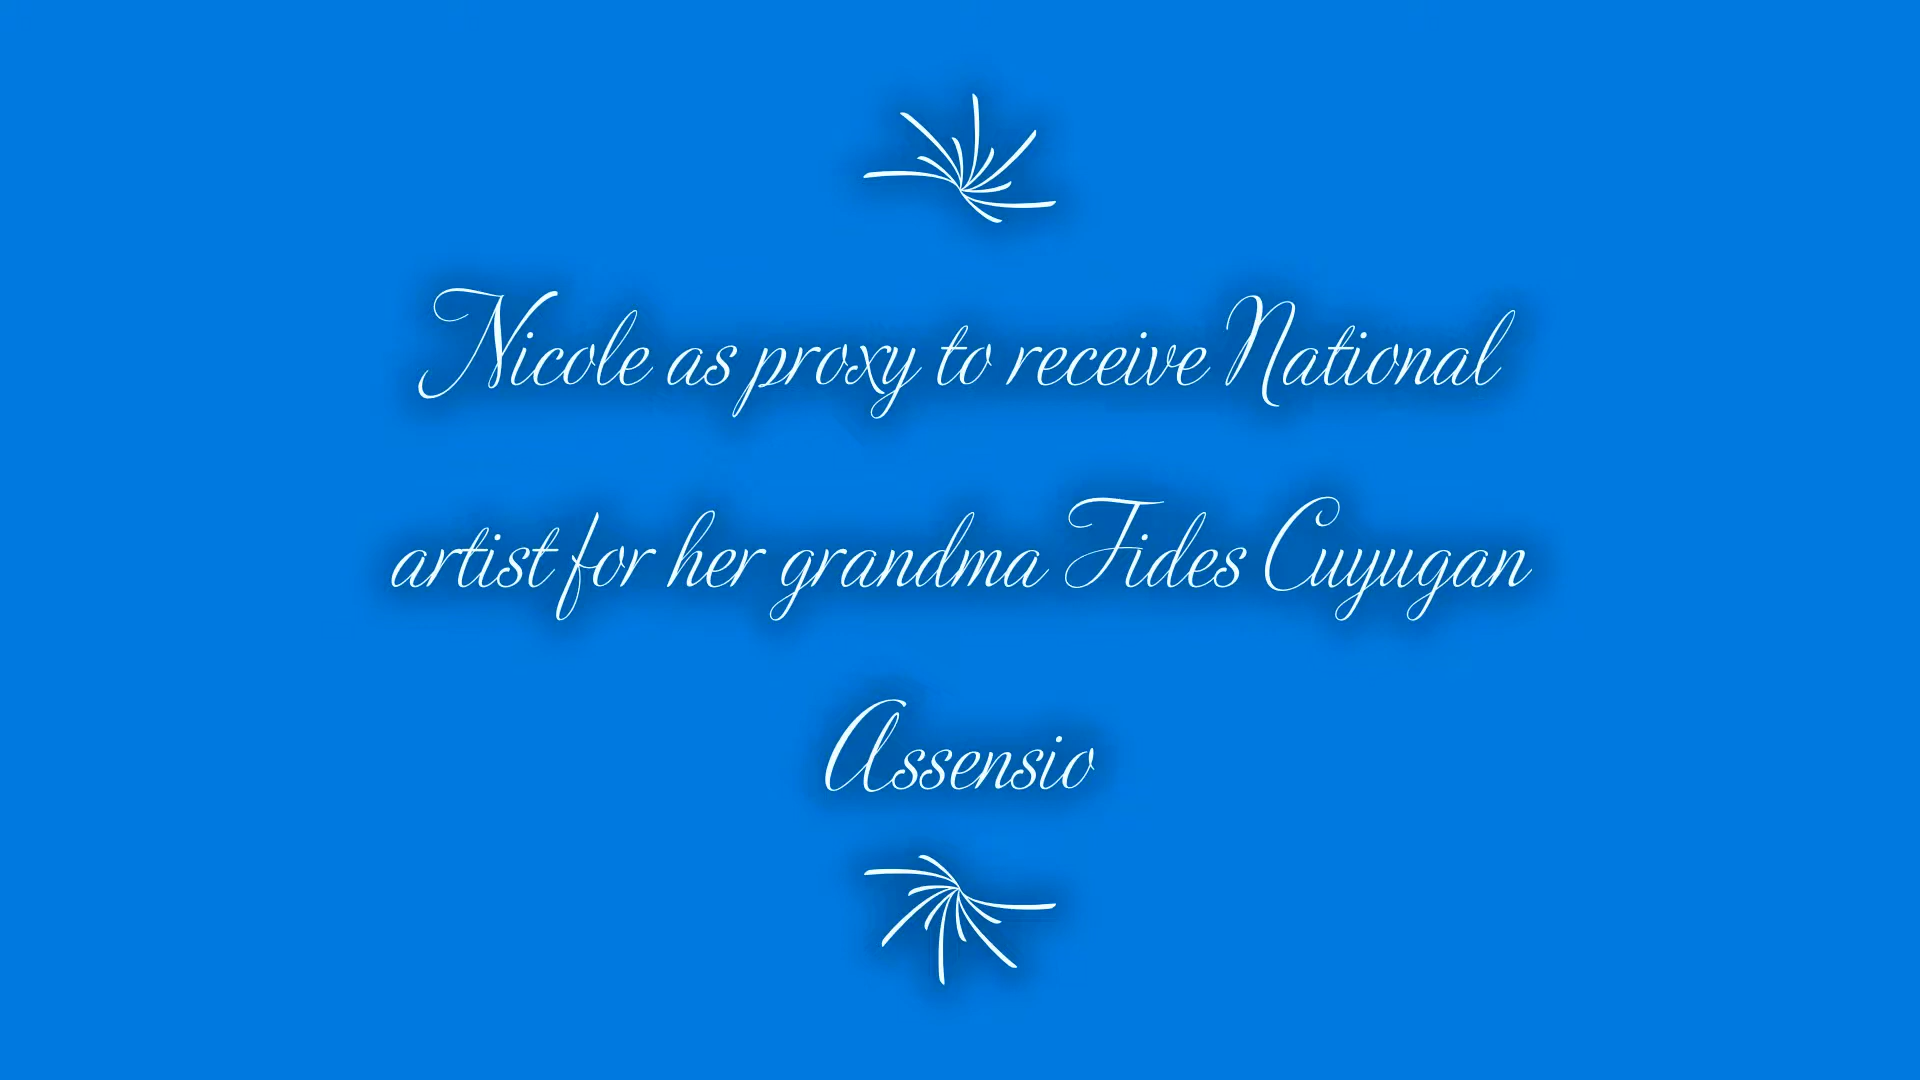 Nicole as proxy to receive National
artist for her grandma Fides Cuyugan
Assensio